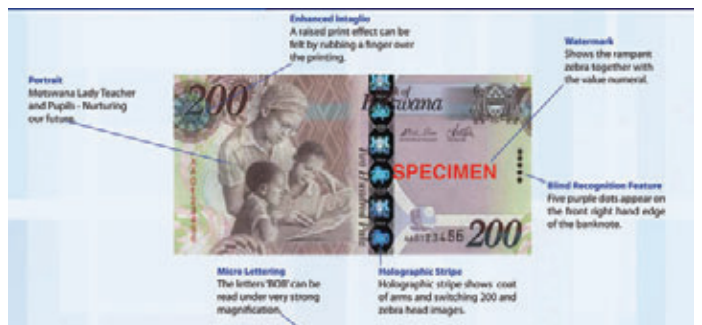 Enhanced Intaglio
A raised print effect can be
felt by rubbing a finger over
the printing.
Watermark
Shows the rampant
zebra together with
the value numeral.
Portrait
Motswana Lady Teacher
and Pupils - Nurturing
our future.
200
of
Botswana
SPECIMEN
AA0123456 200
Blind Recognition Feature
Five purple dots appear on
the front right hand edge
of the banknote.
Micro Lettering
The letters 'BOB' can be
read under very strong
magnification.
Holographic Stripe
Holographic stripe shows coat
of arms and switching 200 and
zebra head images.